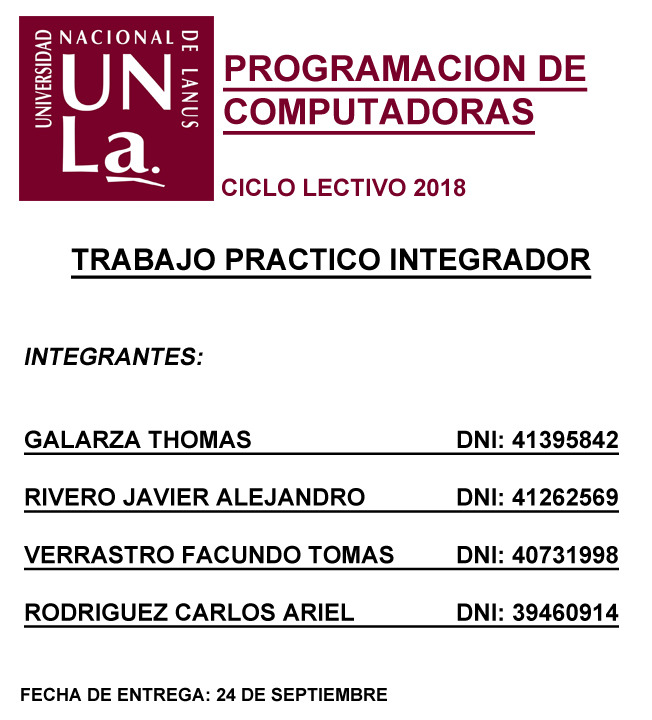 UNIVERSIDAD
NACIONAL
DE LANUS
UN
La.
PROGRAMACION DE
COMPUTADORAS
CICLO LECTIVO 2018
TRABAJO PRACTICO INTEGRADOR
INTEGRANTES:
GALARZA THOMAS DNI: 41395842
RIVERO JAVIER ALEJANDRO DNI: 41262569
VERRASTRO FACUNDO TOMAS DNI: 40731998
RODRIGUEZ CARLOS ARIEL DNI: 39460914
FECHA DE ENTREGA: 24 DE SEPTIEMBRE